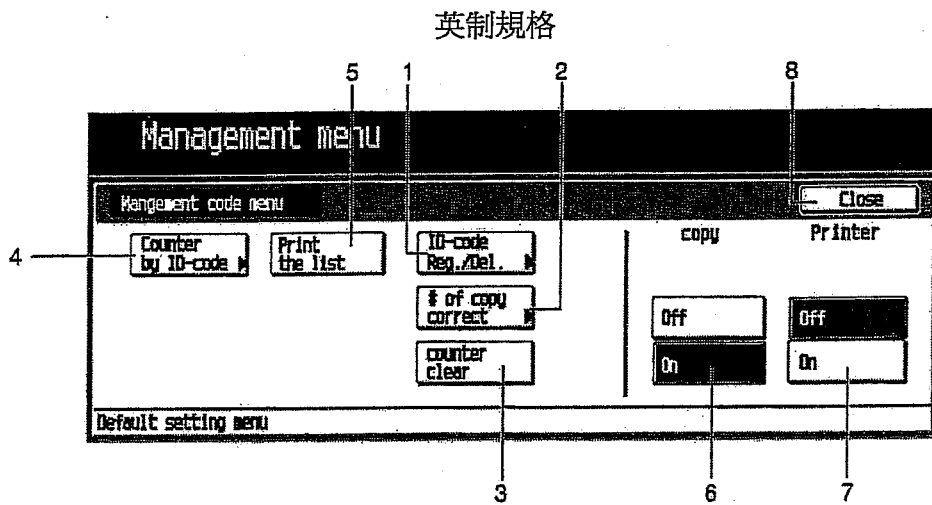 英制規格
5 1 2 8
Management menu
Mangement code menu
Close
4
Counter
by ID-code
Print
the list
ID-code
Reg./Del.
# of copy
correct
counter
clear
copy
Printer
Off
On
Off
On
Default setting menu
3 6 7